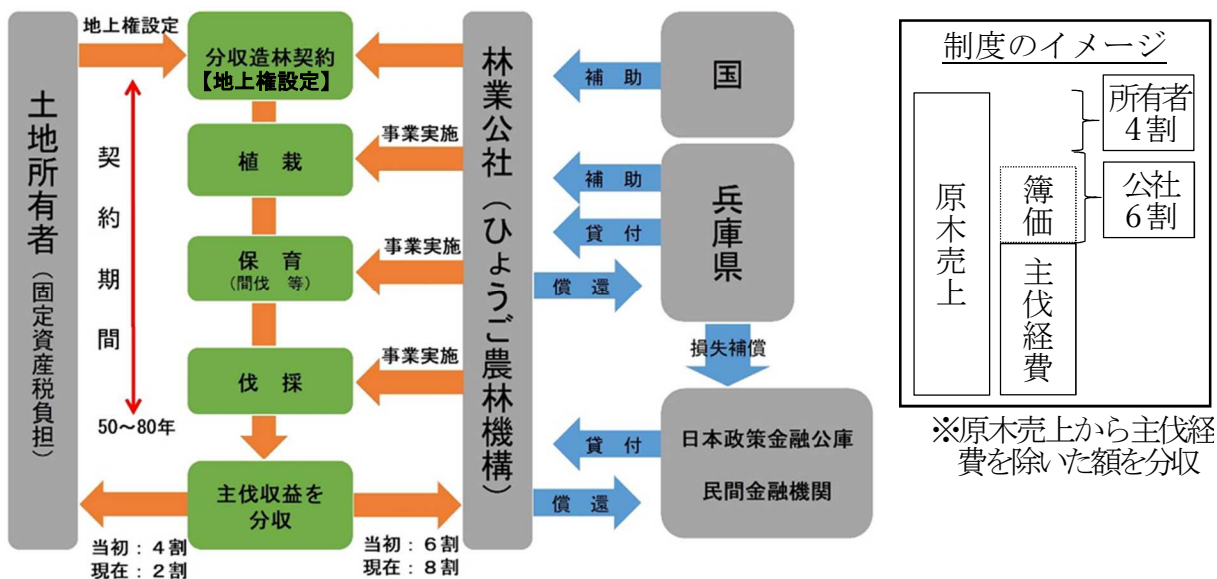 地上権設定
分収造林契約
【地上権設定】
植 栽
保 育
(間伐 等)
伐 採
主伐収益を
分収
土地所有者(固定資産税負担)
契約期間
50~80年
事業実施
事業実施
事業実施
当初：4割
現在：2割
当初：6割
現在：8割
林業公社(ひょうご農林機構)
補 助
国
補 助
貸 付
償 還
兵庫県
損失補償
貸 付
償 還
日本政策金融公庫
民間金融機関
制度のイメージ
原木売上
簿価
主伐経費
所有者
4割
公社
6割
※原木売上から主伐経
費を除いた額を分収